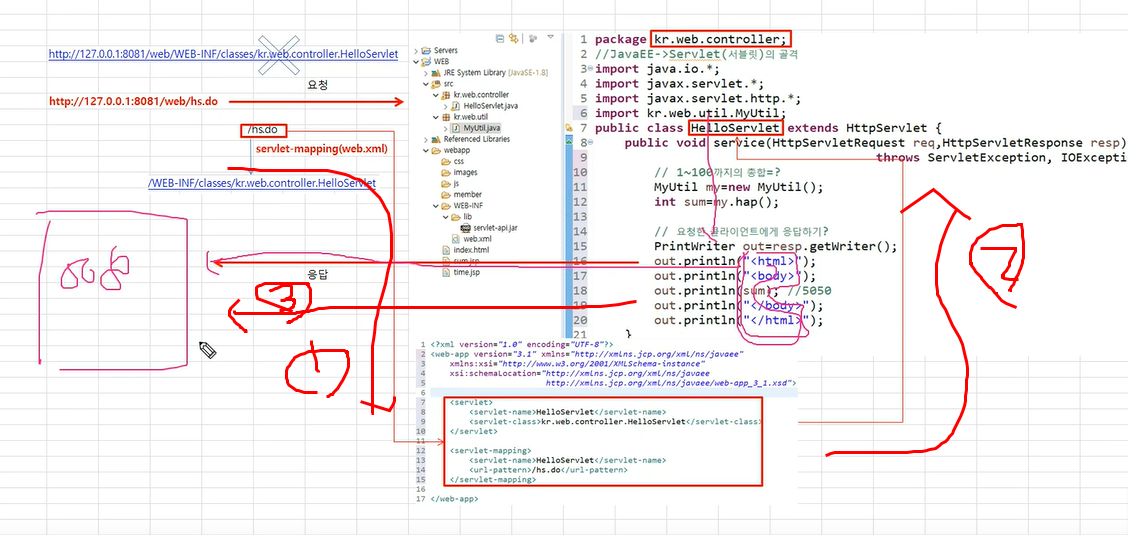 http://127.0.0.1:8081/web/WEB-INF/classes/kr.web.controller.HelloServlet
요청
http://127.0.0.1:8081/web/hs.do
/hs.do
servlet-mapping(web.xml)
/WEB-INF/classes/kr.web.controller.HelloServlet
응답
3
1
2
Servers
WEB
JRE System Library [JavaSE-1.8]
src
kr.web.controller
HelloServlet.java
kr.web.util
MyUtil.java
Referenced Libraries
webapp
css
images
js
member
WEB-INF
lib
servlet-api.jar
web.xml
index.html
sum.jsp
time.jsp
1 package kr.web.controller;
2 //JavaEE->Servlet(서블릿)의 골격
3 import java.io.*;
4 import javax.servlet.*;
5 import javax.servlet.http.*;
6 import kr.web.util.MyUtil;
7 public class HelloServlet extends HttpServlet {
8 public void service(HttpServletRequest req,HttpServletResponse resp)
9 throws ServletException, IOExceptio
10 // 1~100까지의 총합=?
11 MyUtil my=new MyUtil();
12 int sum=my.hap();
13
14 // 요청한 클라이언트에게 응답하기?
15 PrintWriter out=resp.getWriter();
16 out.println("<html>");
17 out.println("<body>");
18 out.println(sum); //5050
19 out.println("</body>");
20 out.println("</html>");
21 }
1 <?xml version="1.0" encoding="UTF-8"?>
2 <web-app version="3.1" xmlns="http://xmlns.jcp.org/xml/ns/javaee"
3 xmlns:xsi="http://www.w3.org/2001/XMLSchema-instance"
4 xsi:schemaLocation="http://xmlns.jcp.org/xml/ns/javaee
5 http://xmlns.jcp.org/xml/ns/javaee/web-app_3_1.xsd">
6
7 <servlet>
8 <servlet-name>HelloServlet</servlet-name>
9 <servlet-class>kr.web.controller.HelloServlet</servlet-class>
10 </servlet>
11
12 <servlet-mapping>
13 <servlet-name>HelloServlet</servlet-name>
14 <url-pattern>/hs.do</url-pattern>
15 </servlet-mapping>
16
17 </web-app>